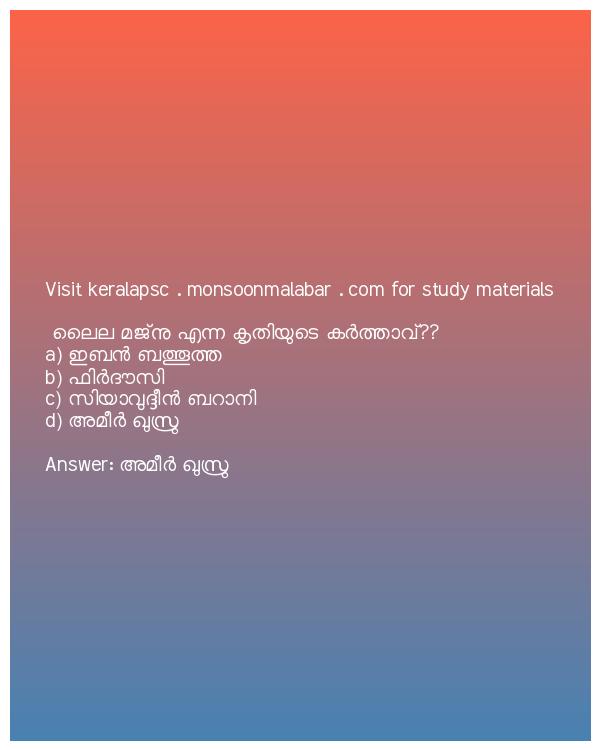 Visit keralapsc . monsoonmalabar . com for study materials
ലൈല മജ്നു എന്ന കൃതിയുടെ കർത്താവ്??
a) ഇബൻ ബത്തൂത്ത
b) ഫിർദൗസി
c) സിയാവുദ്ദീൻ ബറാനി
d) അമീർ ഖുസ്രു
Answer: അമീർ ഖുസ്രു